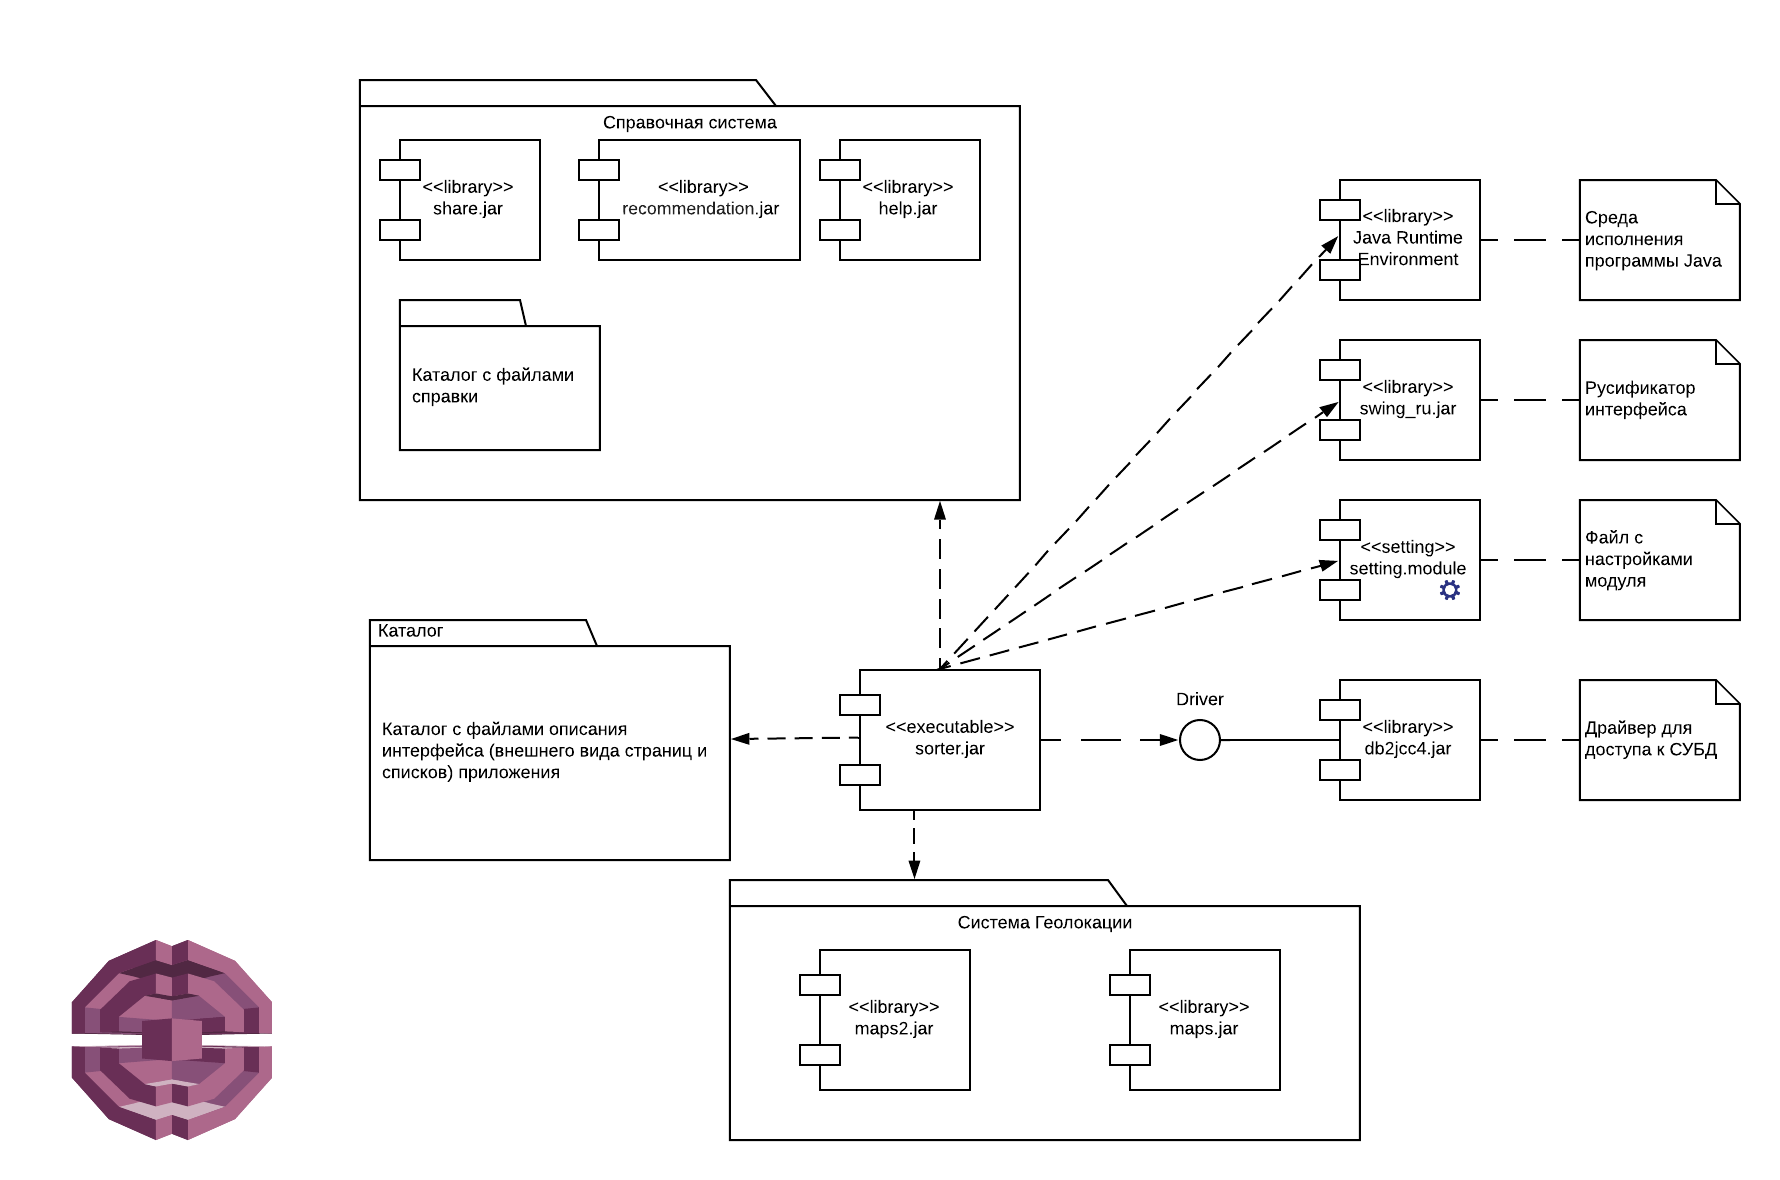 Справочная система
<<library>>
share.jar
<<library>>
recommendation.jar
<<library>>
help.jar
Каталог с файлами
справки
<<library>>
Java Runtime
Environment
Среда
исполнения
программы Java
<<library>>
swing_ru.jar
Русификатор
интерфейса
<<setting>>
setting.module
Файл с
настройками
модуля
Каталог
Каталог с файлами описания
интерфейса (внешнего вида страниц и
списков) приложения
<<executable>>
sorter.jar
Driver
<<library>>
db2jcc4.jar
Драйвер для
доступа к СУБД
Система Геолокации
<<library>>
maps2.jar
<<library>>
maps.jar